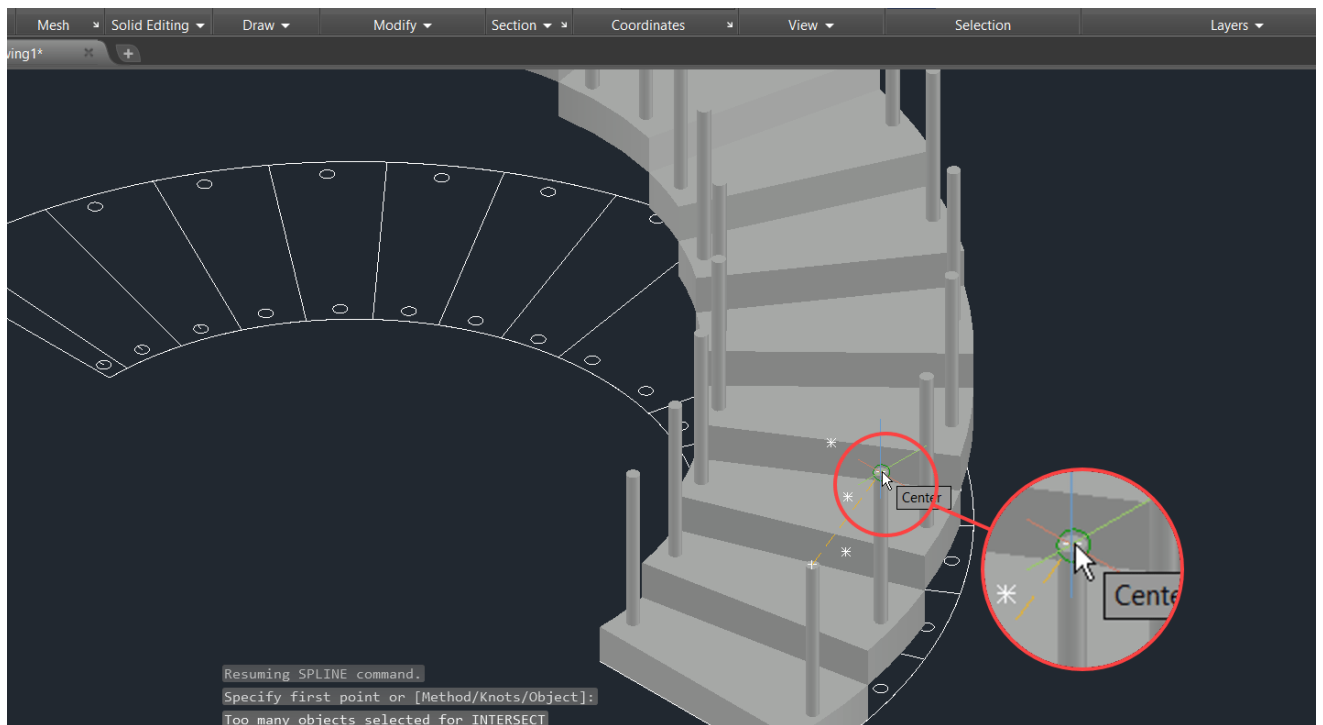 Mesh Solid Editing Draw Modify Section Coordinates View Selection Layers
wing1*
Center
Cente
Resuming SPLINE command.
Specify first point or [Method/Knots/Object]:
Too many objects selected for INTERSECT